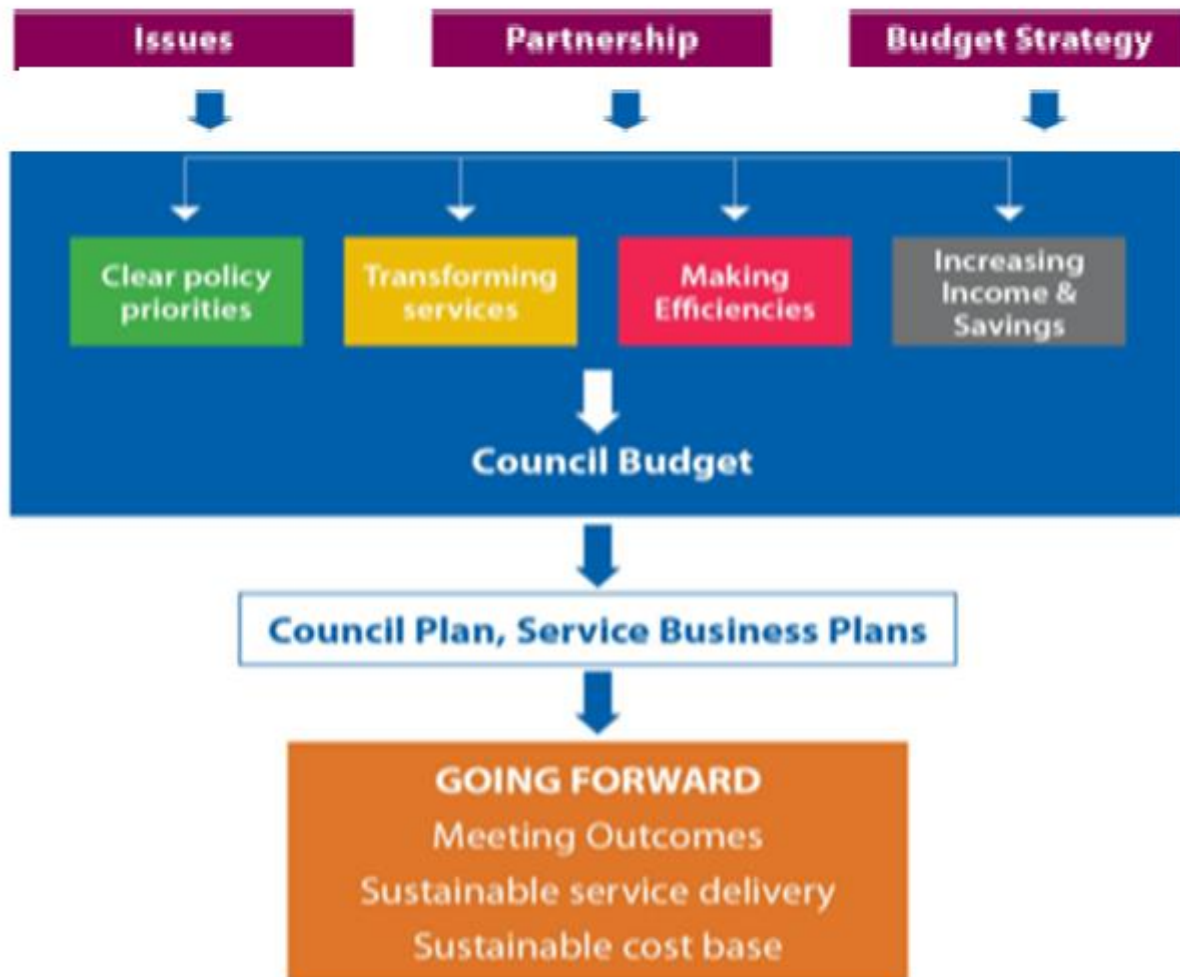 Issues
Partnership
Budget Strategy
Clear policy
priorities
Transforming
services
Making
Efficiencies
Increasing
Income &
Savings
Council Budget
Council Plan, Service Business Plans
GOING FORWARD
Meeting Outcomes
Sustainable service delivery
Sustainable cost base